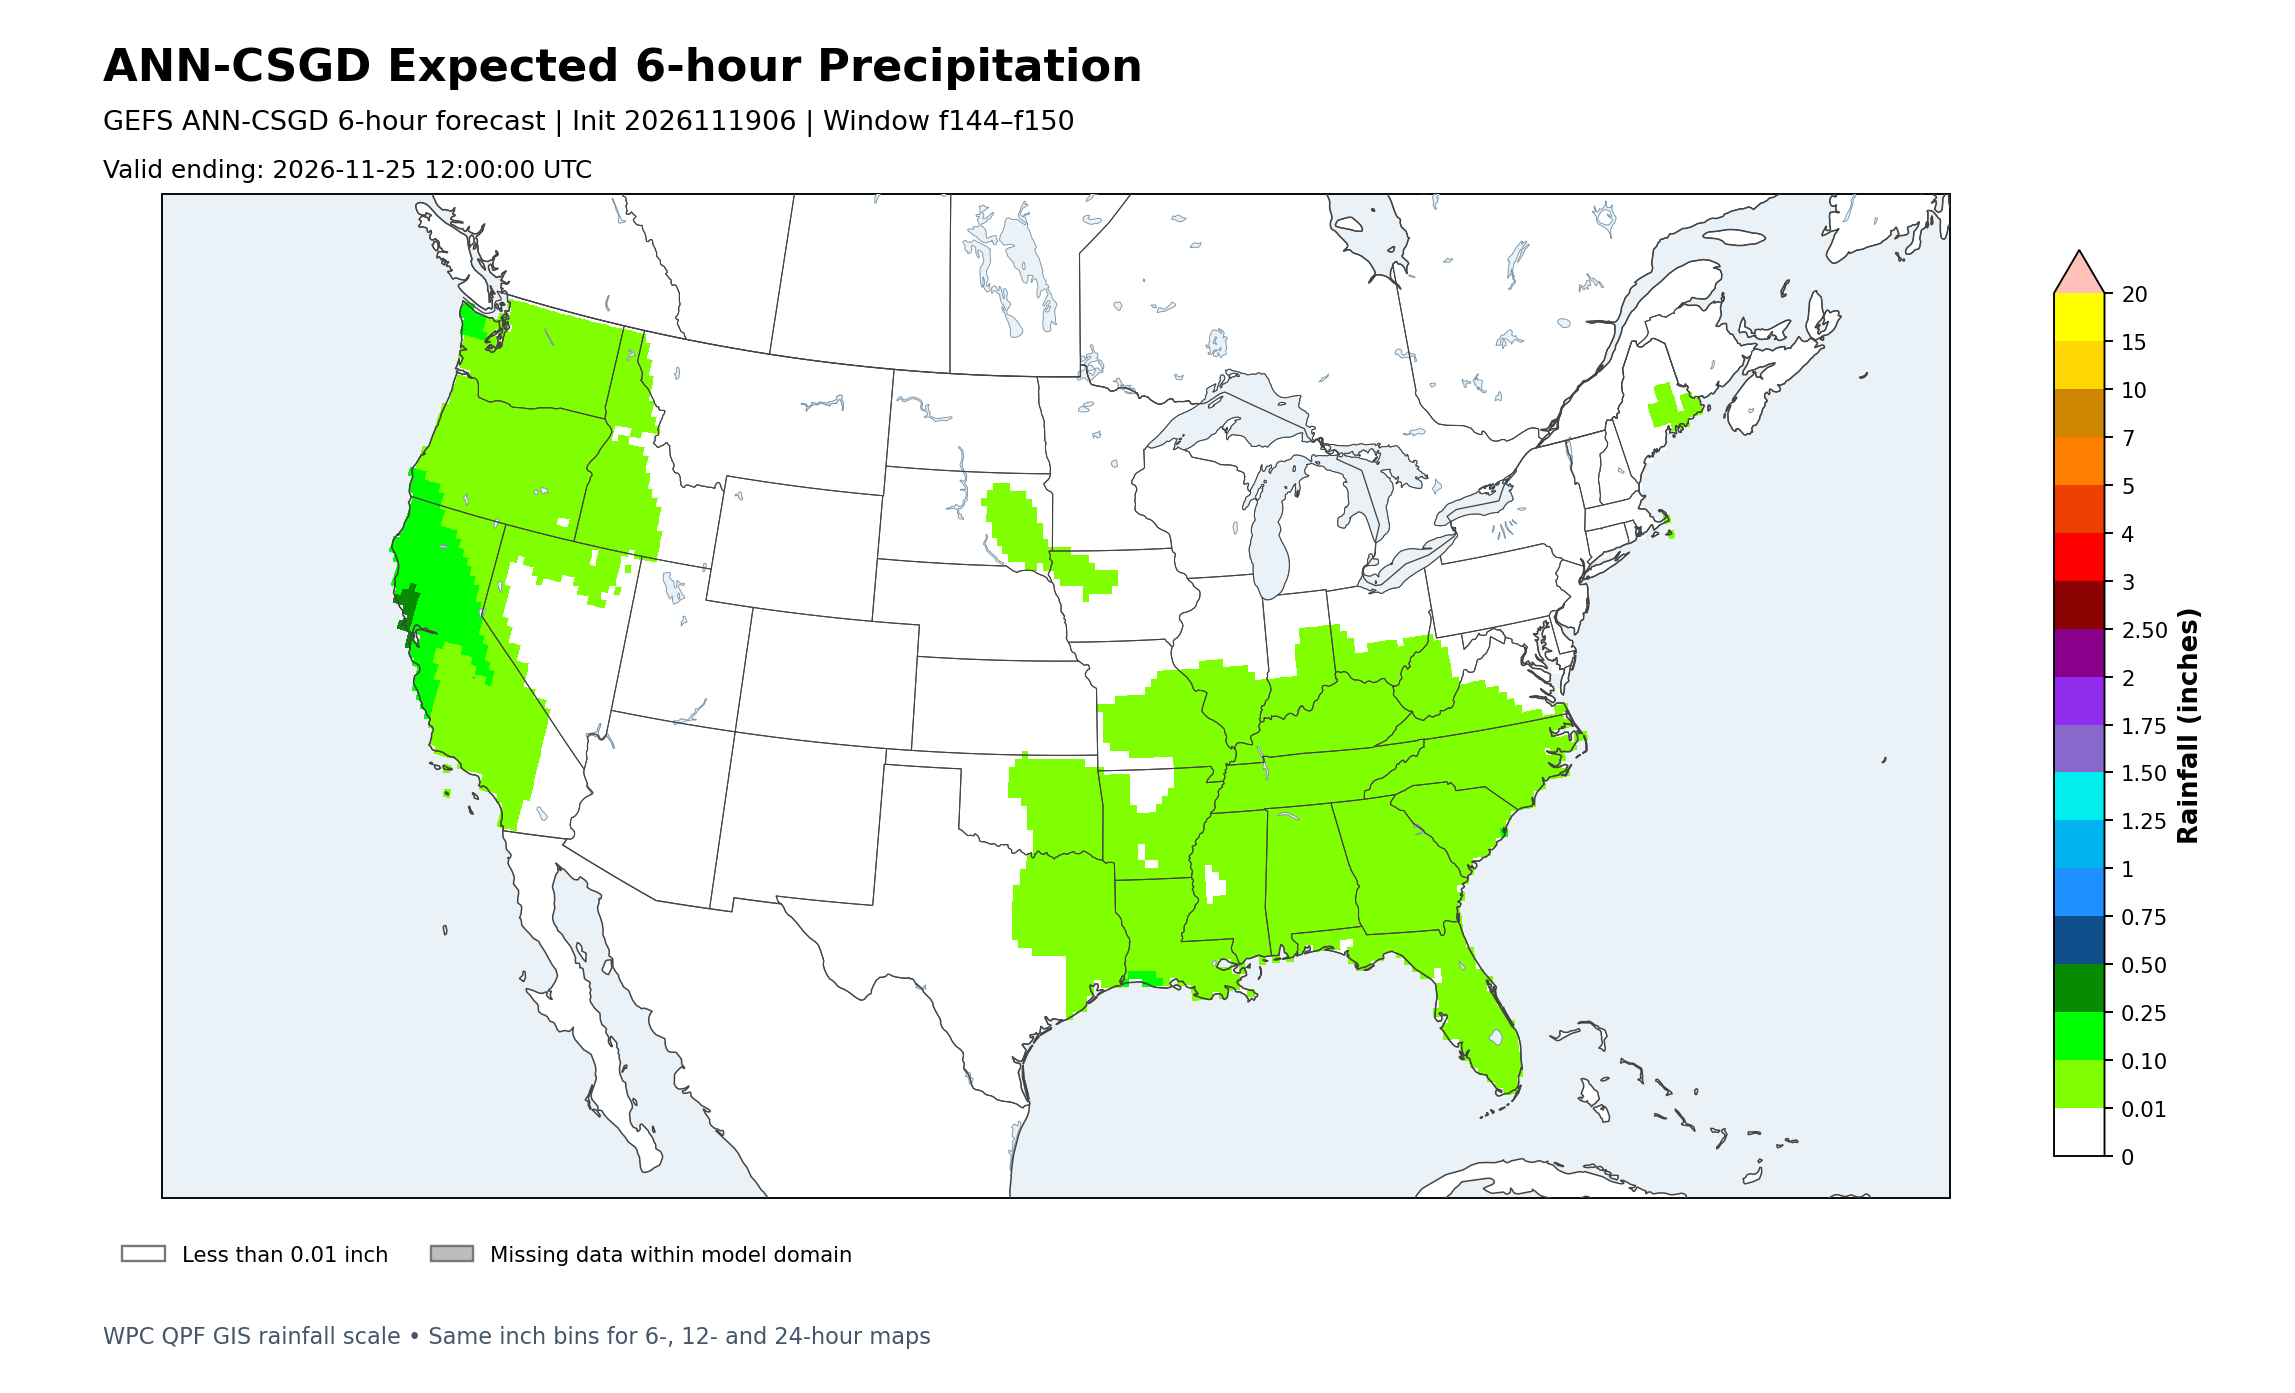 ANN-CSGD Expected 6-hour Precipitation
GEFS ANN-CSGD 6-hour forecast | Init 2026111906 | Window f144–f150
Valid ending: 2026-11-25 12:00:00 UTC
20
15
10
7
5
4
3
2.50
2
1.75
1.50
1.25
1
0.75
0.50
0.25
0.10
0.01
0
Rainfall (inches)
Less than 0.01 inch
Missing data within model domain
WPC QPF GIS rainfall scale • Same inch bins for 6-, 12- and 24-hour maps